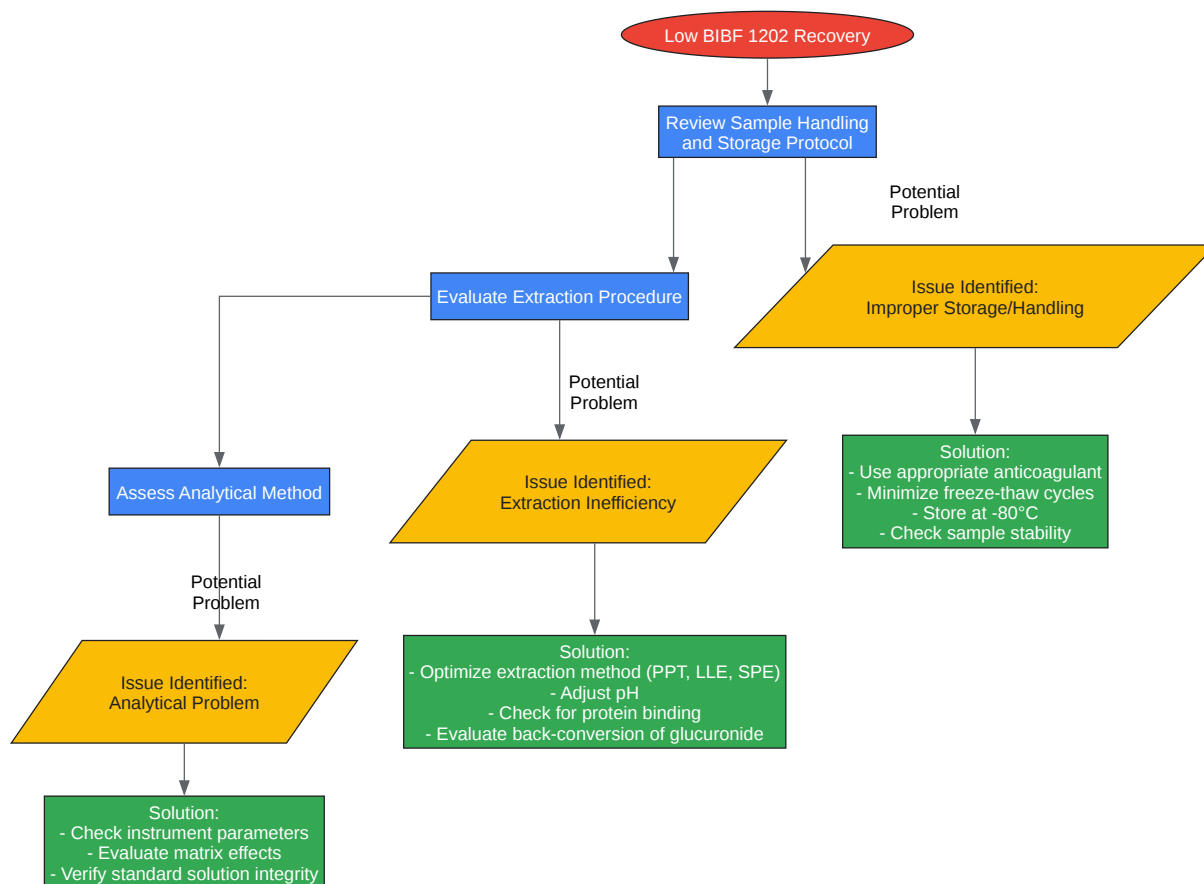 Low BIBF 1202 Recovery
Review Sample Handling
and Storage Protocol
Potential
Problem
Evaluate Extraction Procedure
Issue Identified:
Improper Storage/Handling
Potential
Problem
Solution:
- Use appropriate anticoagulant
- Minimize freeze-thaw cycles
- Store at -80°C
- Check sample stability
Assess Analytical Method
Issue Identified:
Extraction Inefficiency
Potential
Problem
Solution:
- Optimize extraction method (PPT, LLE, SPE)
- Adjust pH
- Check for protein binding
- Evaluate back-conversion of glucuronide
Issue Identified:
Analytical Problem
Solution:
- Check instrument parameters
- Evaluate matrix effects
- Verify standard solution integrity